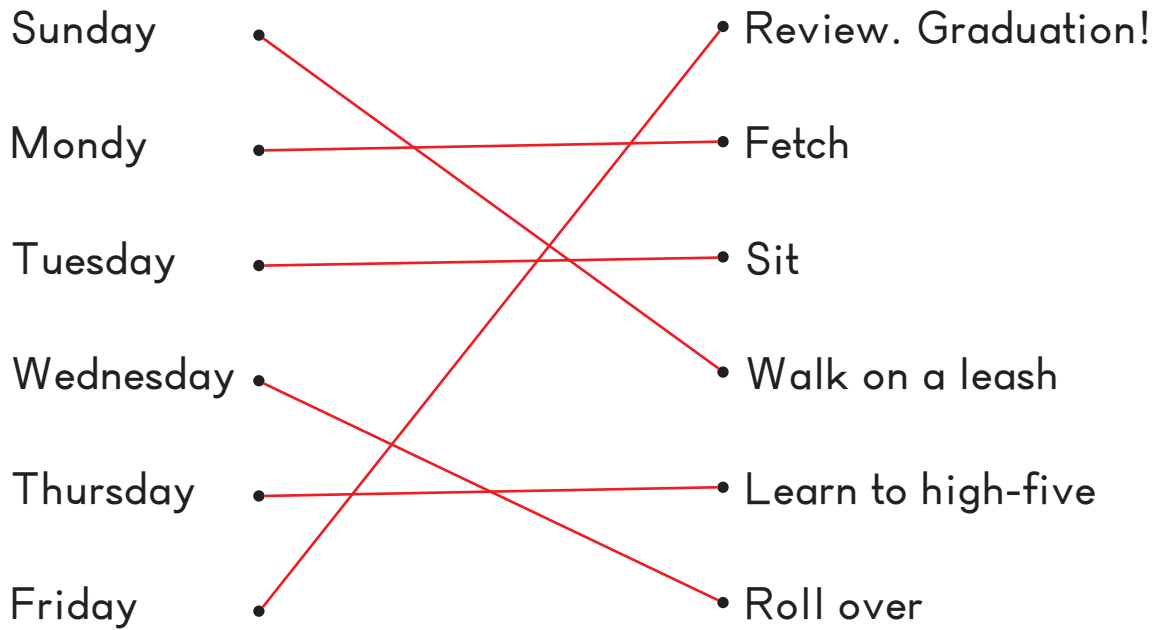 Sunday
Review. Graduation!
Mondy
Fetch
Tuesday
Sit
Wednesday
Walk on a leash
Thursday
Learn to high-five
Friday
Roll over